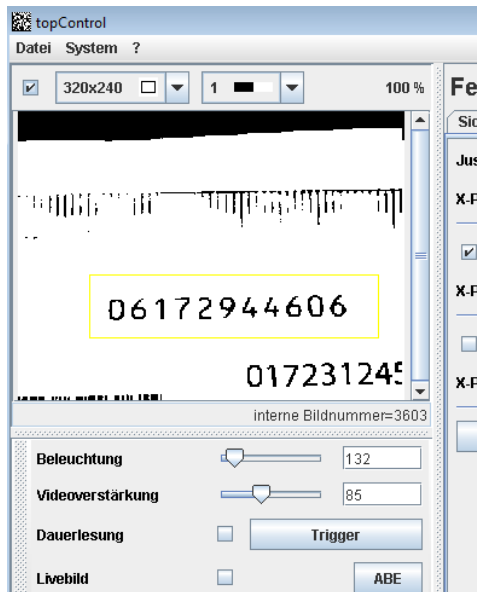 topControl
Datei System ?
320x240 1 100 %
Fe
Sic
Jus
X-P
06172944606
X-P
01723124
X-P
interne Bildnummer=3603
Beleuchtung 132
Videoverstärkung 85
Dauerlesung Trigger
Livebild ABE